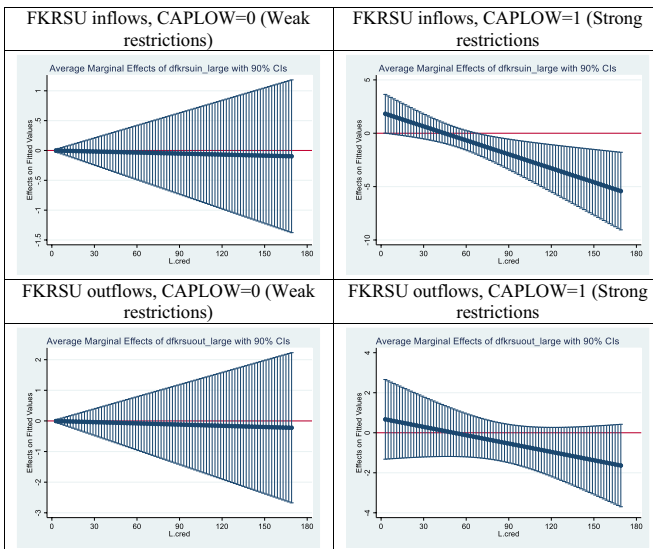 FKRSU inflows, CAPLOW=0 (Weak
restrictions)
FKRSU inflows, CAPLOW=1 (Strong
restrictions
Average Marginal Effects of dfkrsuin_large with 90% CIs
Effects on Fitted Values
1
.5
0
-.5
-1
-1.5
0 30 60 90 120 150 180
L.cred
Average Marginal Effects of dfkrsuin_large with 90% CIs
Effects on Fitted Values
5
0
-5
-10
0 30 60 90 120 150 180
L.cred
FKRSU outflows, CAPLOW=0 (Weak
restrictions)
FKRSU outflows, CAPLOW=1 (Strong
restrictions
Average Marginal Effects of dfkrsuout_large with 90% CIs
Effects on Fitted Values
2
1
0
-1
-2
-3
0 30 60 90 120 150 180
L.cred
Average Marginal Effects of dfkrsuout_large with 90% CIs
Effects on Fitted Values
4
2
0
-2
-4
0 30 60 90 120 150 180
L.cred